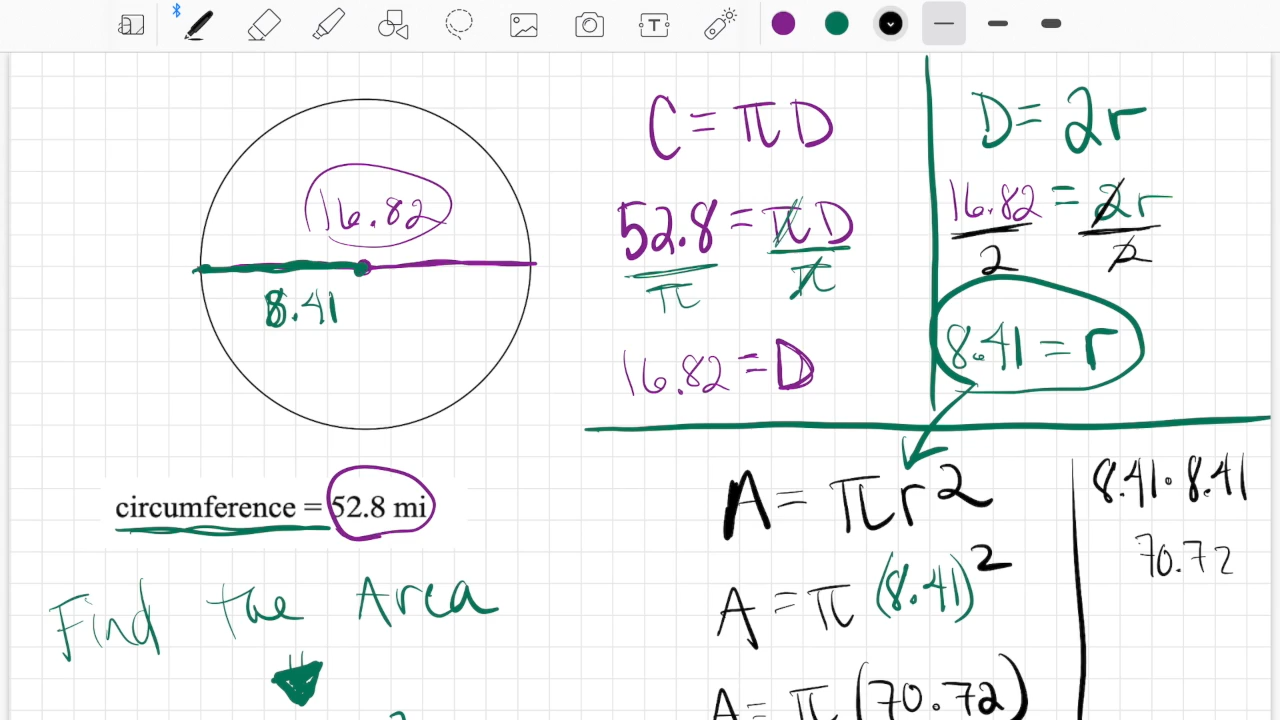 16.82
8.41
circumference = 52.8 mi
Find the Area
C = πD
52.8 = πD
π π
16.82 = D
D = 2r
16.82 = 2r
2 2
8.41 = r
A = πr2
A = π(8.41)2
A = π(70.72)
8.41 · 8.41
70.72